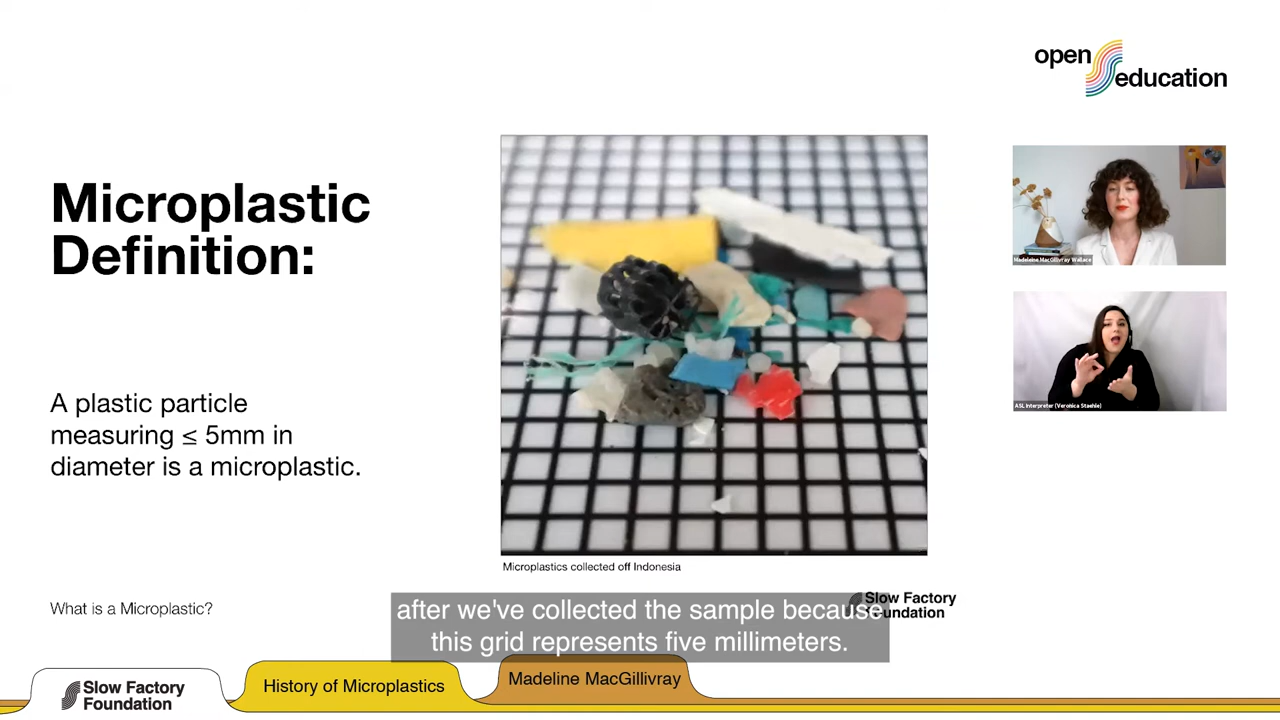 open
education
Microplastic
Definition:
A plastic particle
measuring ≤ 5mm in
diameter is a microplastic.
Madeleine MacGillivray Wallace
ASL Interpreter (Veronica Staehle)
Microplastics collected off Indonesia
What is a Microplastic?
Slow Factory
Foundation
after we've collected the sample because
this grid represents five millimeters.
Slow Factory
Foundation
History of Microplastics
Madeline MacGillivray